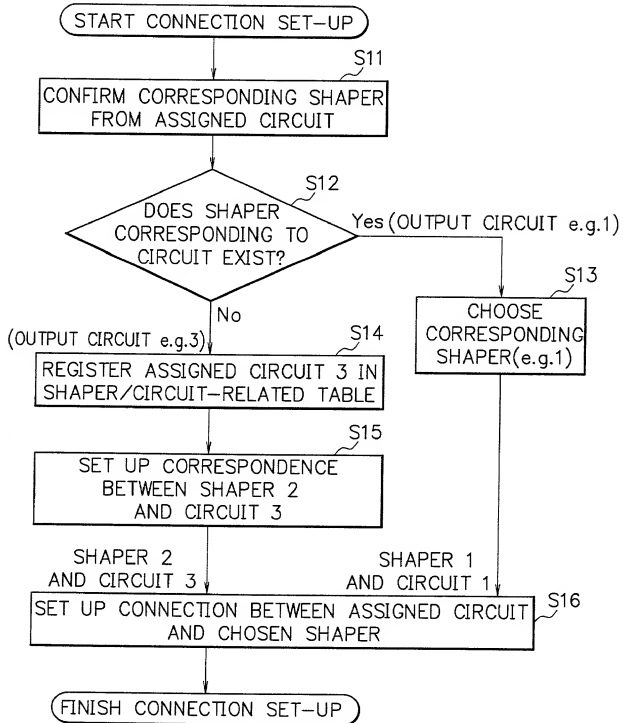 START CONNECTION SET-UP
S11
CONFIRM CORRESPONDING SHAPER
FROM ASSIGNED CIRCUIT
S12
DOES SHAPER
CORRESPONDING TO
CIRCUIT EXIST?
Yes (OUTPUT CIRCUIT e.g.1)
S13
CHOOSE
CORRESPONDING
SHAPER(e.g.1)
No
(OUTPUT CIRCUIT e.g.3)
S14
REGISTER ASSIGNED CIRCUIT 3 IN
SHAPER/CIRCUIT-RELATED TABLE
S15
SET UP CORRESPONDENCE
BETWEEN SHAPER 2
AND CIRCUIT 3
SHAPER 2
AND CIRCUIT 3
SHAPER 1
AND CIRCUIT 1
S16
SET UP CONNECTION BETWEEN ASSIGNED CIRCUIT
AND CHOSEN SHAPER
FINISH CONNECTION SET-UP